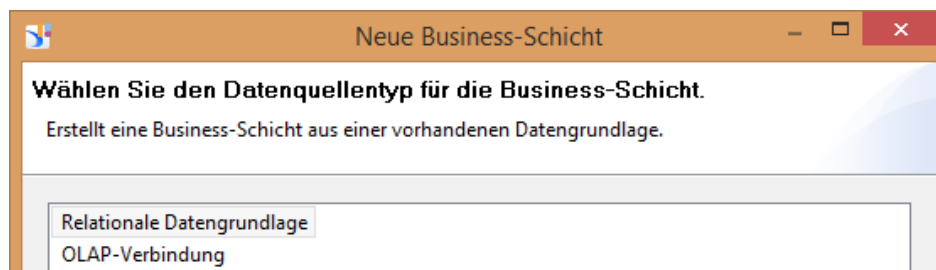 Neue Business-Schicht
Wählen Sie den Datenquellentyp für die Business-Schicht.
Erstellt eine Business-Schicht aus einer vorhandenen Datengrundlage.
Relationale Datengrundlage
OLAP-Verbindung